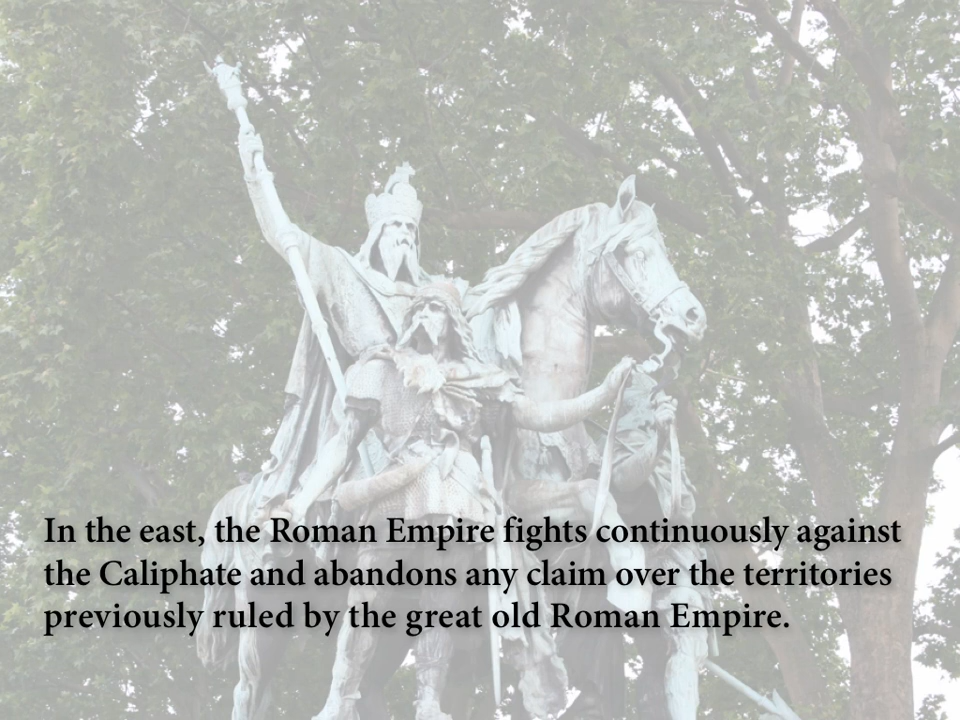 In the east, the Roman Empire fights continuously against
the Caliphate and abandons any claim over the territories
previously ruled by the great old Roman Empire.